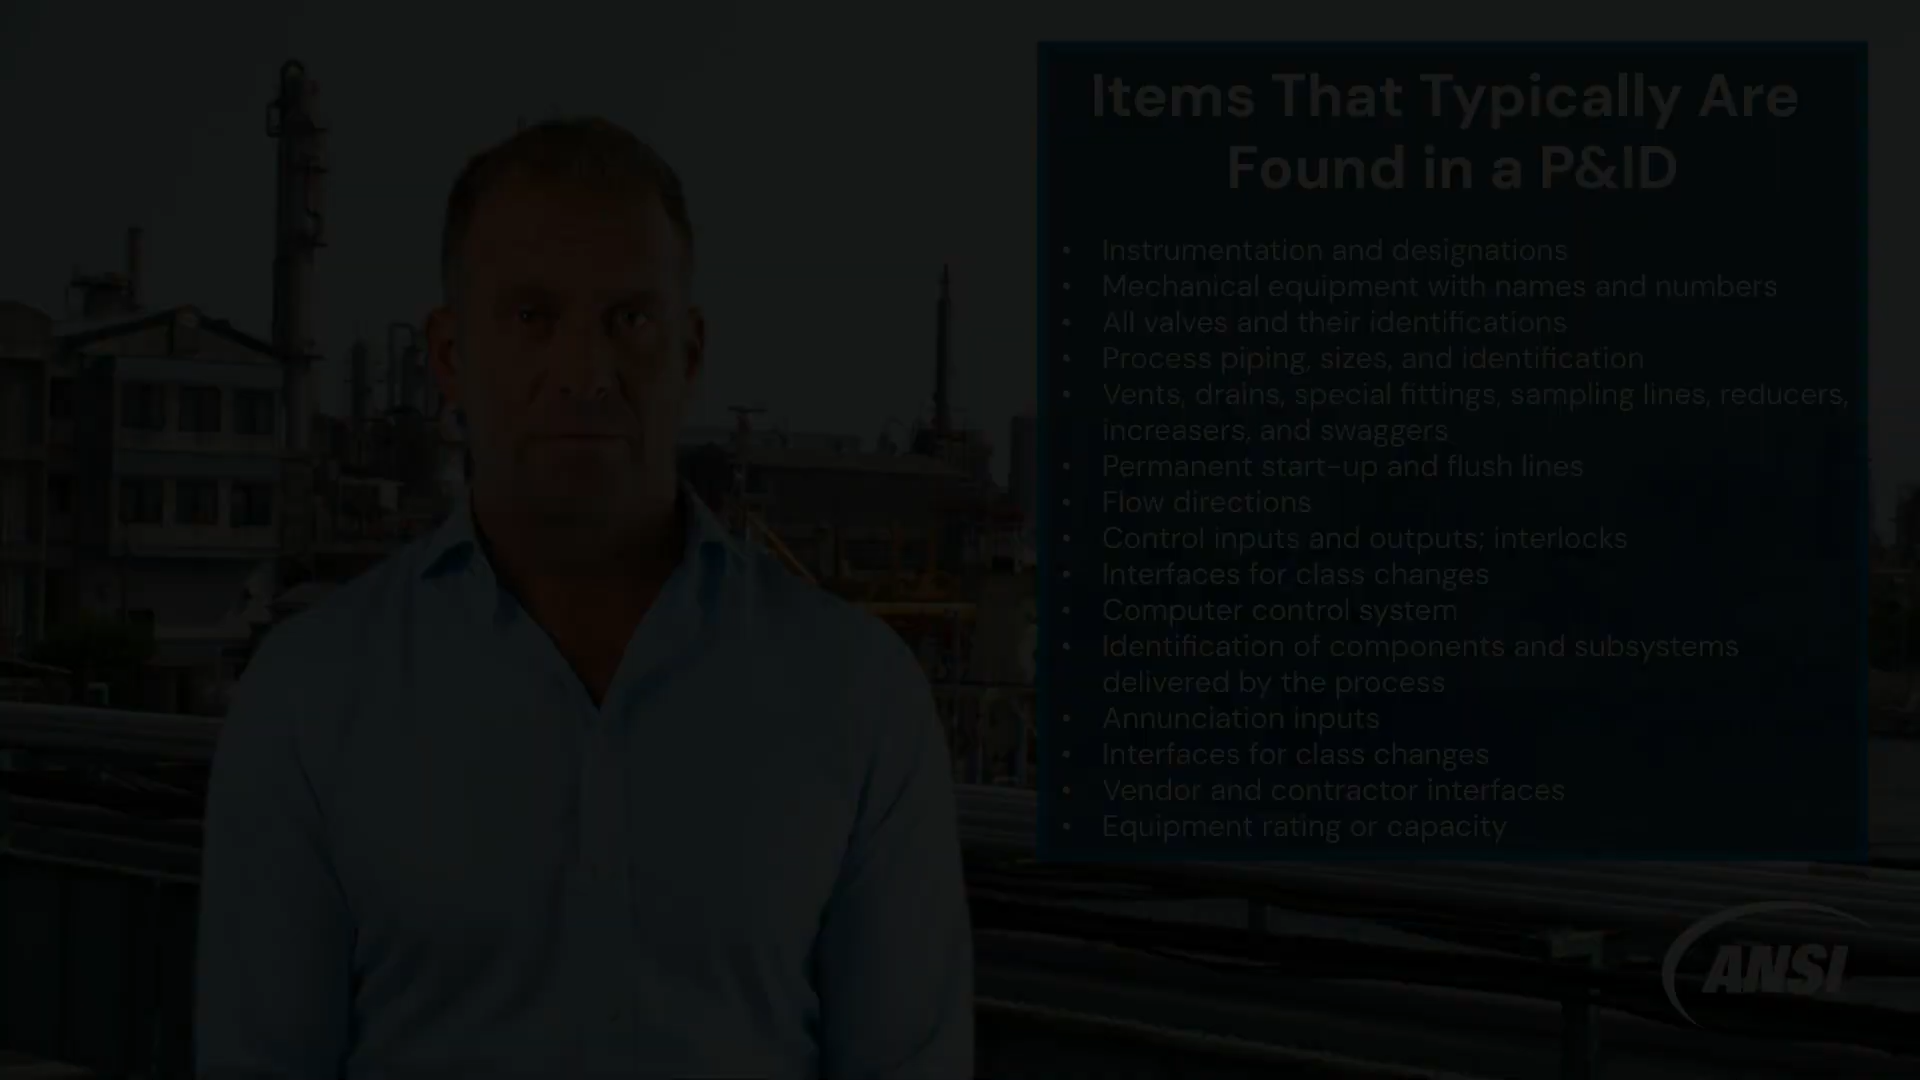 Items That Typically Are
Found in a P&ID
• Instrumentation and designations
• Mechanical equipment with names and numbers
• All valves and their identifications
• Process piping, sizes, and identification
• Vents, drains, special fittings, sampling lines, reducers,
increasers, and swaggers
• Permanent start-up and flush lines
• Flow directions
• Control inputs and outputs; interlocks
• Interfaces for class changes
• Computer control system
• Identification of components and subsystems
delivered by the process
• Annunciation inputs
• Interfaces for class changes
• Vendor and contractor interfaces
• Equipment rating or capacity
ANSI